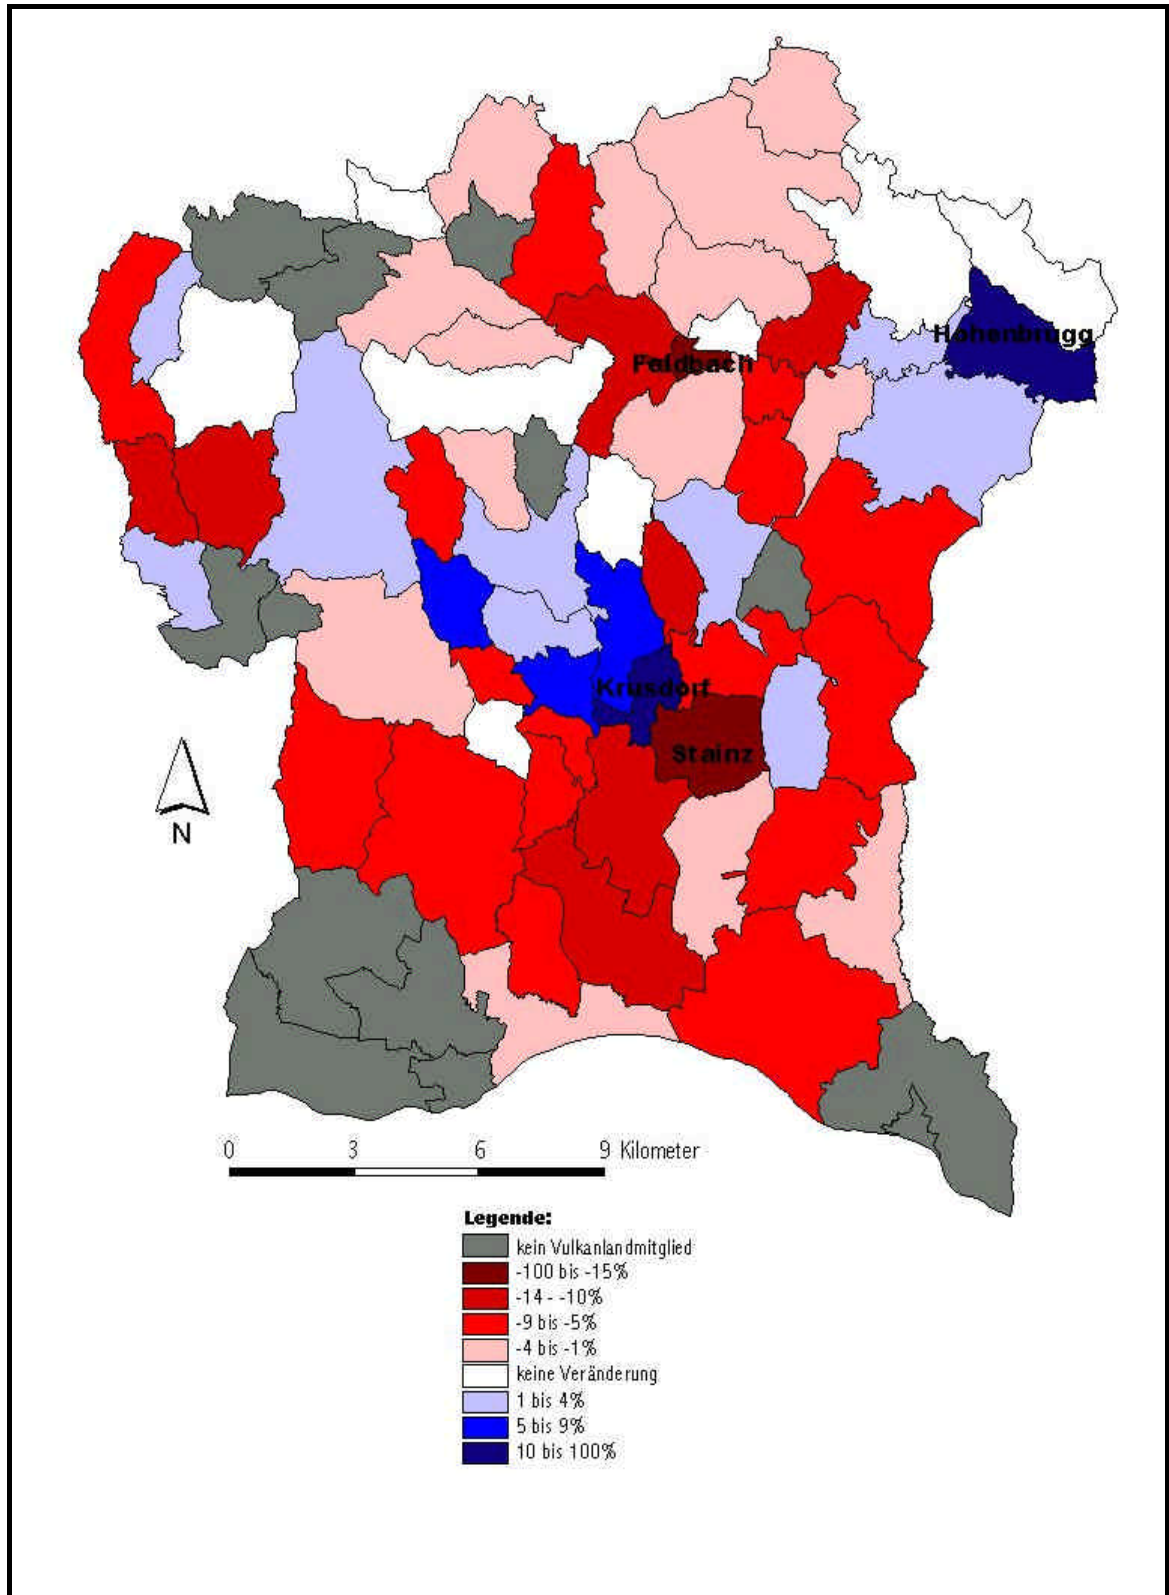 Hohenbrugg
Feldbach
Krusdorf
Stainz
N
0 3 6 9 Kilometer
Legende:
kein Vulkanlandmitglied
-100 bis -15%
-14 - -10%
-9 bis -5%
-4 bis -1%
keine Veränderung
1 bis 4%
5 bis 9%
10 bis 100%